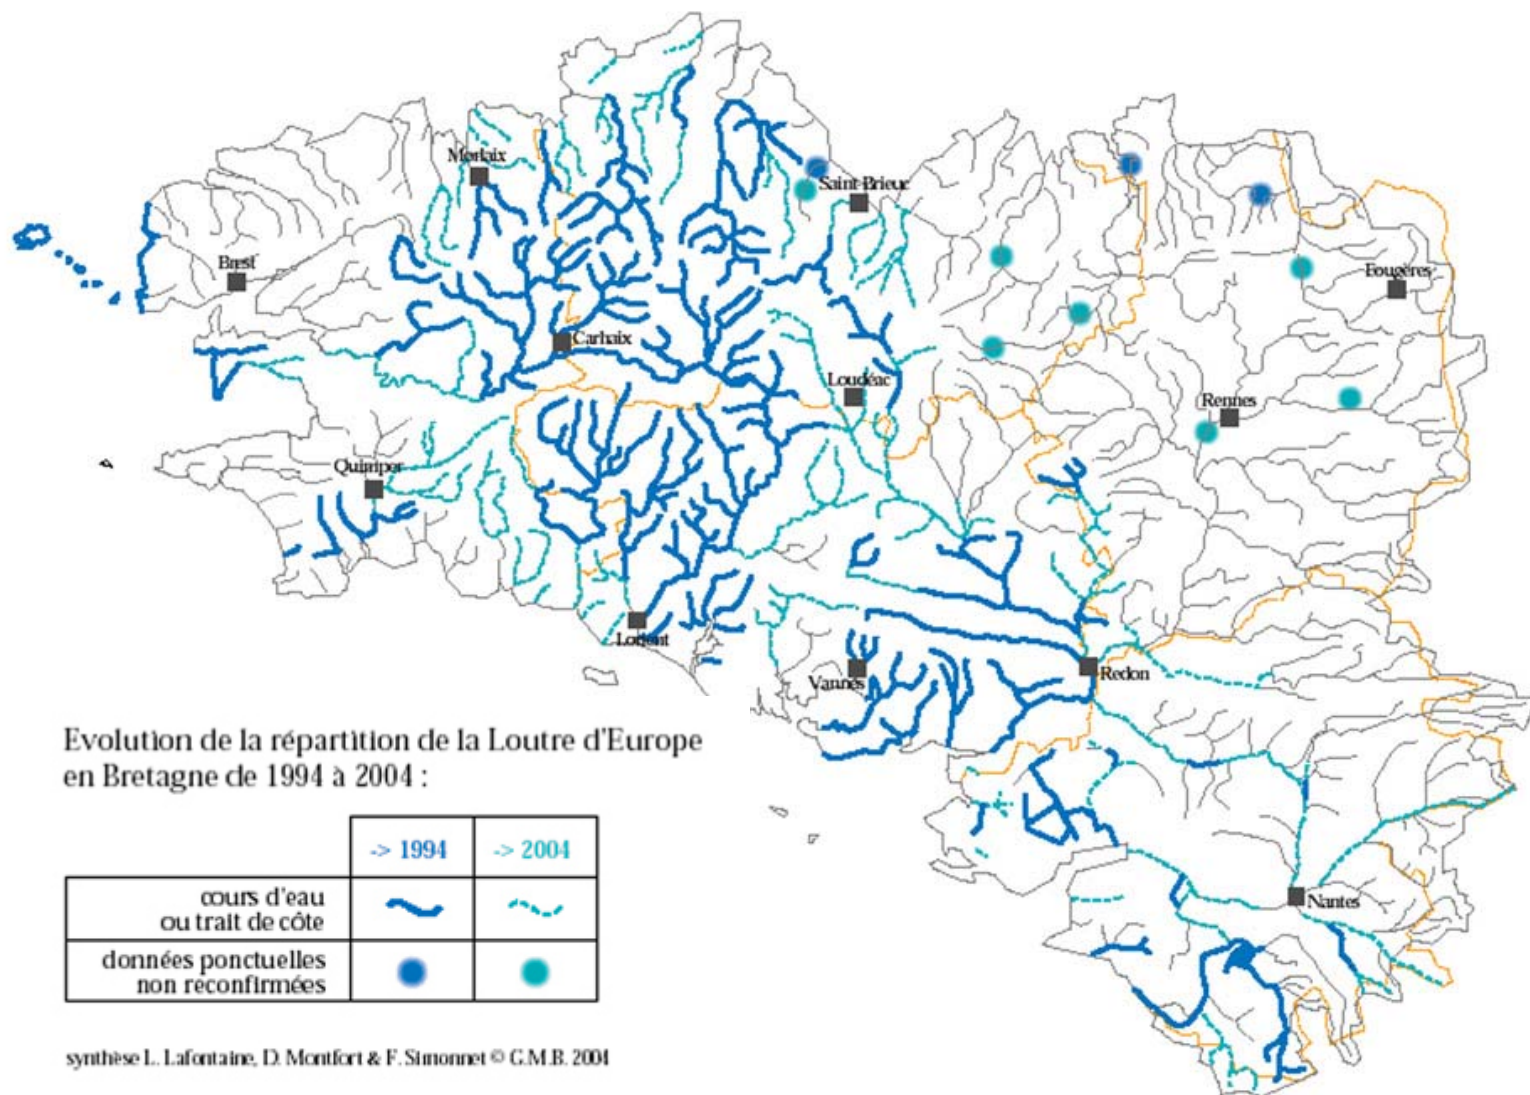 Morlaix
Saint-Brieuc
Brest
Fougères
Carhaix
Loudéac
Rennes
Quimper
Lorient
Vannes
Redon
Nantes
Evolution de la répartition de la Loutre d'Europe
en Bretagne de 1994 à 2004 :
-> 1994
-> 2004
cours d'eau
ou trait de côte
données ponctuelles
non reconfirmées
synthèse L. Lafontaine, D. Montfort & F. Simonnet © G.M.B. 2004